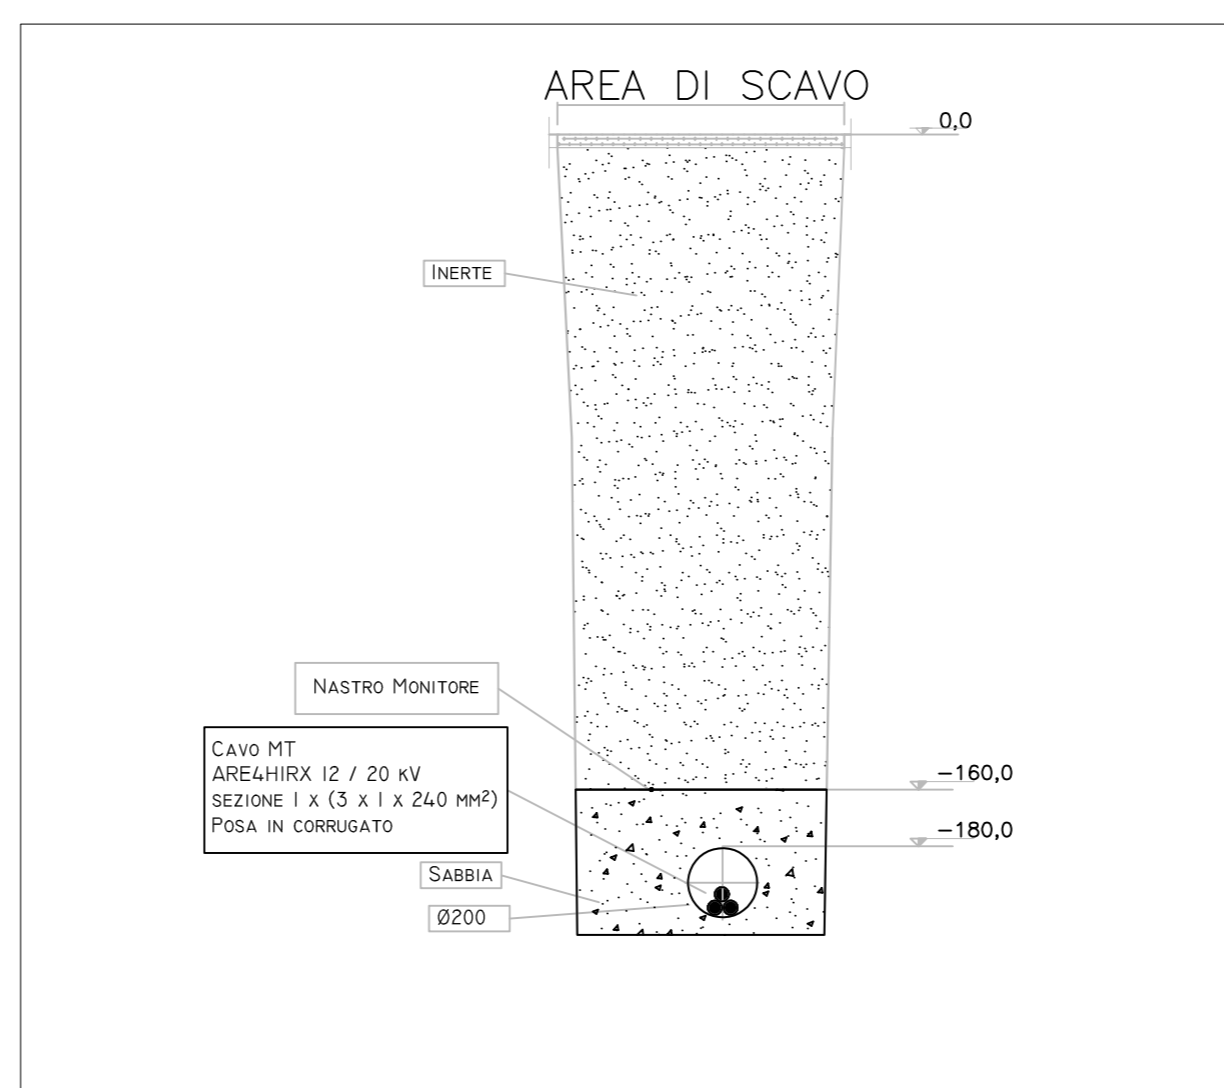 AREA DI SCAVO
0,0
INERTE
NASTRO MONITORE
-160,0
CAVO MT
ARE4HIRX 12 / 20 KV
SEZIONE 1 X (3 X 1 X 240 MM²)
POSA IN CORRUGATO
-180,0
SABBIA
Ø200